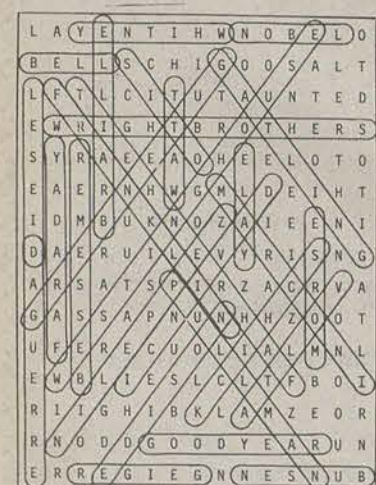 L A Y E N T I H W N O B E L O
B E L L S C H I G O O S A L T
L F T L C I T U T A U N T E D
E W R I G H T B R O T H E R S
S Y R A E E A O H E E L O T O
E A E R N H W G M L D E I H T
I D M B U K N O Z A I E E N I
D A E R U I L E V Y R I S N G
A R S A T S P I R Z A C R V A
G A S S A P N U N H H Z O O T
U F E R E C U O L I A L M N L
E W B L I E S L C L T F B O I
R I I G H I B K L A M Z E O R
R N O D D G O O D Y E A R U N
E R R E G I E G N N E S N U B